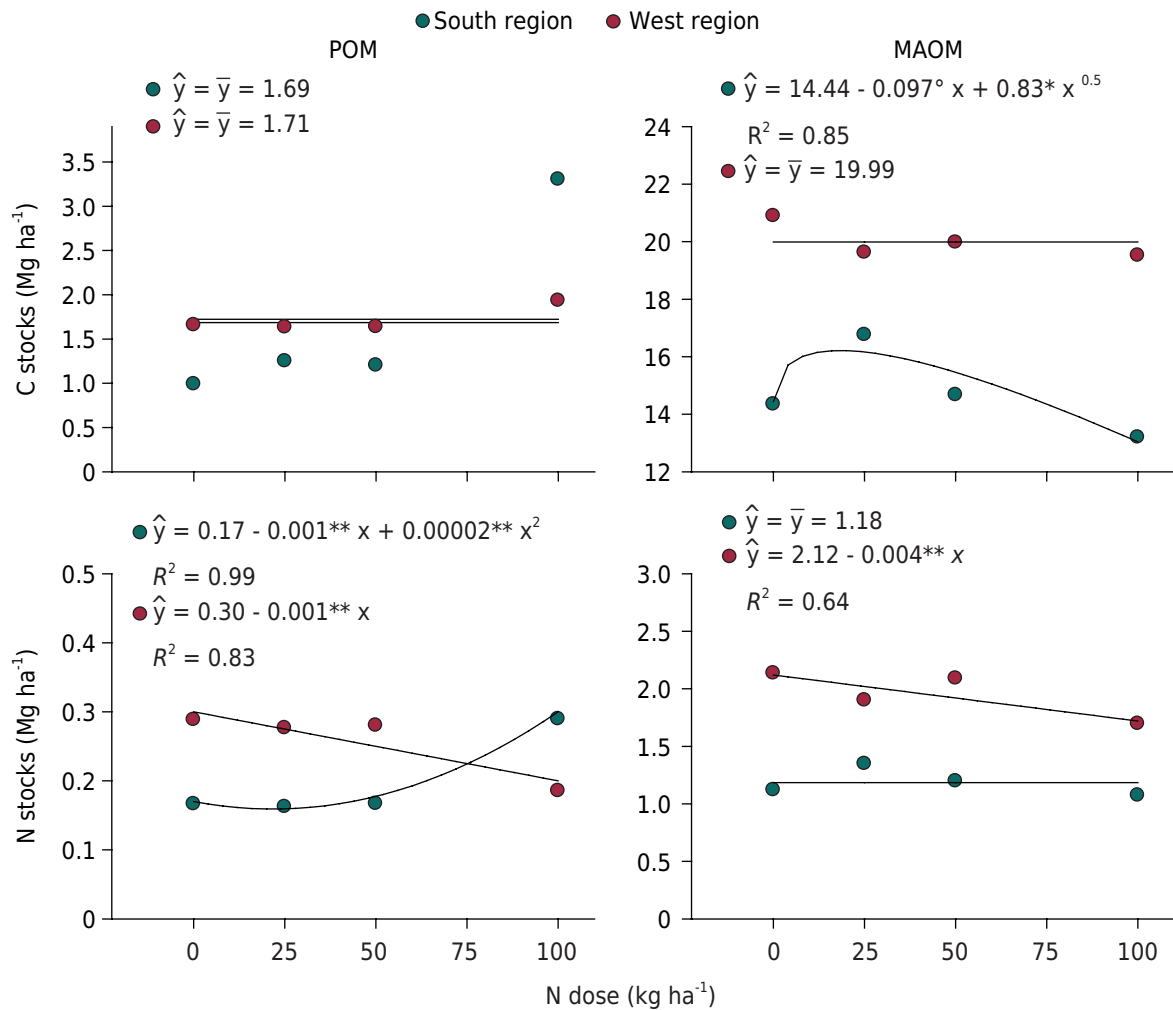 South region West region
POM
ŷ = ȳ = 1.69
ŷ = ȳ = 1.71
C stocks (Mg ha⁻¹)
3.5
3.0
2.5
2.0
1.5
1.0
0.5
0
MAOM
ŷ = 14.44 - 0.097° x + 0.83* x ⁰·⁵
R² = 0.85
ŷ = ȳ = 19.99
24
22
20
18
16
14
12
ŷ = 0.17 - 0.001** x + 0.00002** x²
R² = 0.99
ŷ = 0.30 - 0.001** x
R² = 0.83
N stocks (Mg ha⁻¹)
0.5
0.4
0.3
0.2
0.1
0
0 25 50 75 100
ŷ = ȳ = 1.18
ŷ = 2.12 - 0.004** x
R² = 0.64
3.0
2.5
2.0
1.5
1.0
0.5
0
0 25 50 75 100
N dose (kg ha⁻¹)